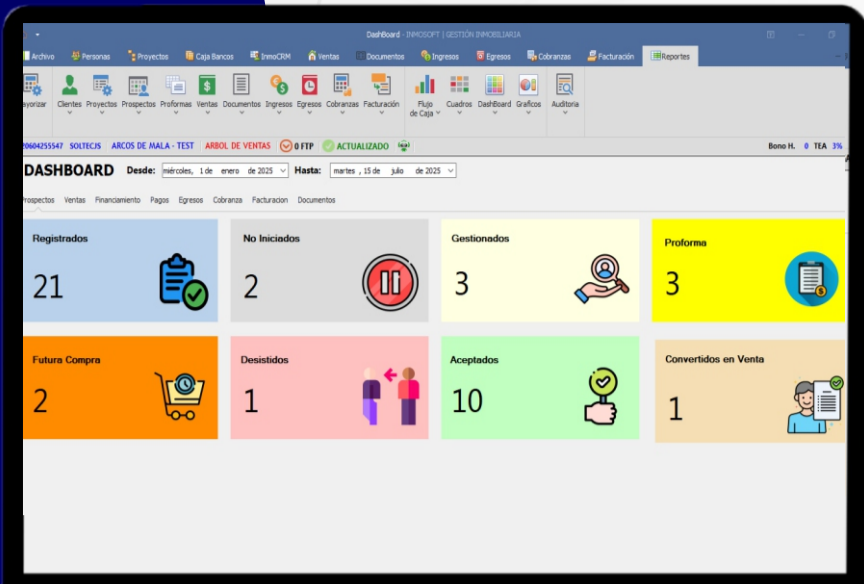 DashBoard - INMOSOFT | GESTIÓN INMOBILIARIA
Archivo Personas Proyectos Caja Bancos InmoCRM Ventas Documentos Ingresos Egresos Cobranzas Facturación Reportes
ayorizar Clientes Proyectos Prospectos Proformas Ventas Documentos Ingresos Egresos Cobranzas Facturación Flujo de Caja Cuadros DashBoard Graficos Auditoria
20604255547 SOLTECJS ARCOS DE MALA - TEST ARBOL DE VENTAS 0 FTP ACTUALIZADO Bono H. 0 TEA 3%
DASHBOARD Desde: miércoles, 1 de enero de 2025 Hasta: martes , 15 de julio de 2025
rospectos Ventas Financiamiento Pagos Egresos Cobranza Facturacion Documentos
Registrados No Iniciados Gestionados Proforma
21 2 3 3
Futura Compra Desistidos Aceptados Convertidos en Venta
2 1 10 1